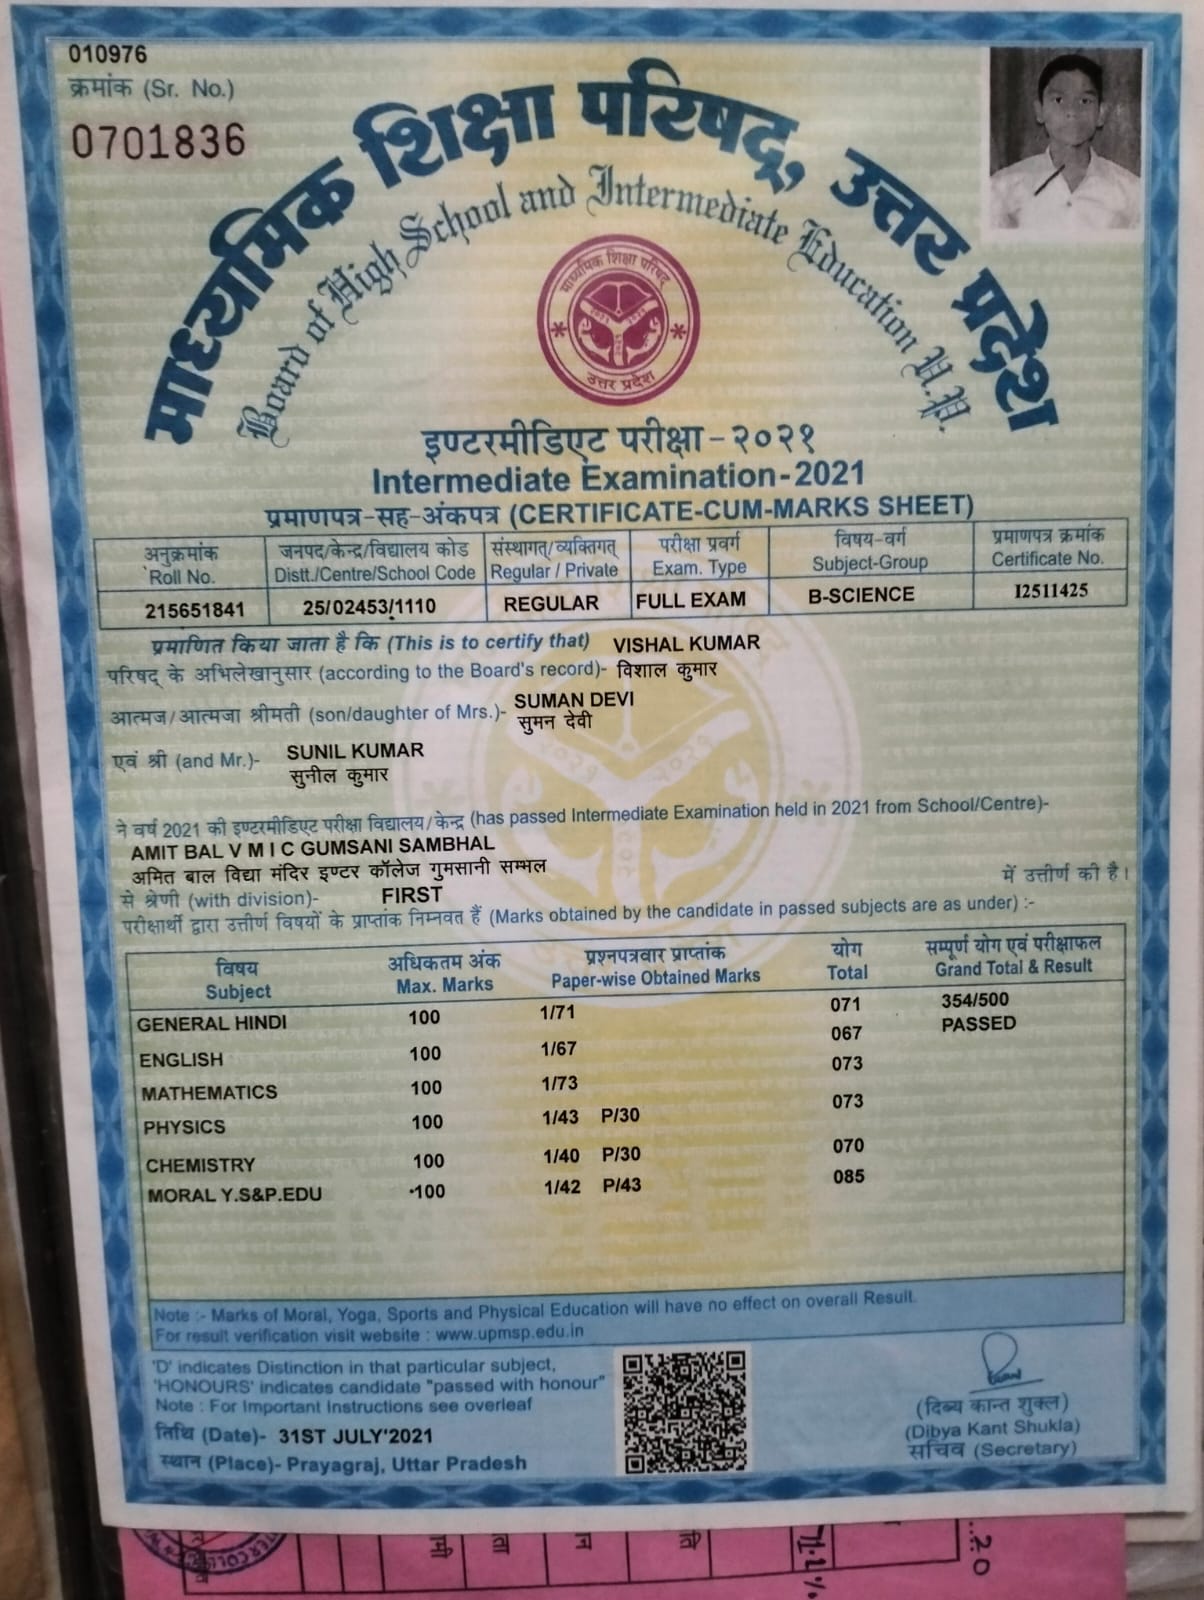 010976
क्रमांक (Sr. No.)
0701836
माध्यमिक शिक्षा परिषद्, उत्तर प्रदेश
Board of High School and Intermediate Education U.P.
माध्यमिक शिक्षा परिषद्
उत्तर प्रदेश
इण्टरमीडिएट परीक्षा-२०२१
Intermediate Examination-2021
प्रमाणपत्र-सह-अंकपत्र (CERTIFICATE-CUM-MARKS SHEET)
अनुक्रमांक जनपद/केन्द्र/विद्यालय कोड संस्थागत्/व्यक्तिगत् परीक्षा प्रवर्ग विषय-वर्ग प्रमाणपत्र क्रमांक
Roll No. Distt./Centre/School Code Regular / Private Exam. Type Subject-Group Certificate No.
215651841 25/02453/1110 REGULAR FULL EXAM B-SCIENCE I2511425
प्रमाणित किया जाता है कि (This is to certify that) VISHAL KUMAR
परिषद् के अभिलेखानुसार (according to the Board's record)- विशाल कुमार
आत्मज/आत्मजा श्रीमती (son/daughter of Mrs.)- SUMAN DEVI
सुमन देवी
एवं श्री (and Mr.)- SUNIL KUMAR
सुनील कुमार
ने वर्ष 2021 की इण्टरमीडिएट परीक्षा विद्यालय/केन्द्र (has passed Intermediate Examination held in 2021 from School/Centre)-
AMIT BAL V M I C GUMSANI SAMBHAL
अमित बाल विद्या मंदिर इण्टर कॉलेज गुमसानी सम्भल में उत्तीर्ण की है।
से श्रेणी (with division)- FIRST
परीक्षार्थी द्वारा उत्तीर्ण विषयों के प्राप्तांक निम्नवत हैं (Marks obtained by the candidate in passed subjects are as under) :-
विषय अधिकतम अंक प्रश्नपत्रवार प्राप्तांक योग सम्पूर्ण योग एवं परीक्षाफल
Subject Max. Marks Paper-wise Obtained Marks Total Grand Total & Result
GENERAL HINDI 100 1/71 071 354/500
PASSED
ENGLISH 100 1/67 067
MATHEMATICS 100 1/73 073
PHYSICS 100 1/43 P/30 073
CHEMISTRY 100 1/40 P/30 070
MORAL Y.S&P.EDU 100 1/42 P/43 085
Note :- Marks of Moral, Yoga, Sports and Physical Education will have no effect on overall Result.
For result verification visit website : www.upmsp.edu.in
'D' indicates Distinction in that particular subject,
'HONOURS' indicates candidate "passed with honour"
Note : For Important Instructions see overleaf
तिथि (Date)- 31ST JULY'2021
स्थान (Place)- Prayagraj, Uttar Pradesh
(दिब्य कान्त शुक्ल)
(Dibya Kant Shukla)
सचिव (Secretary)